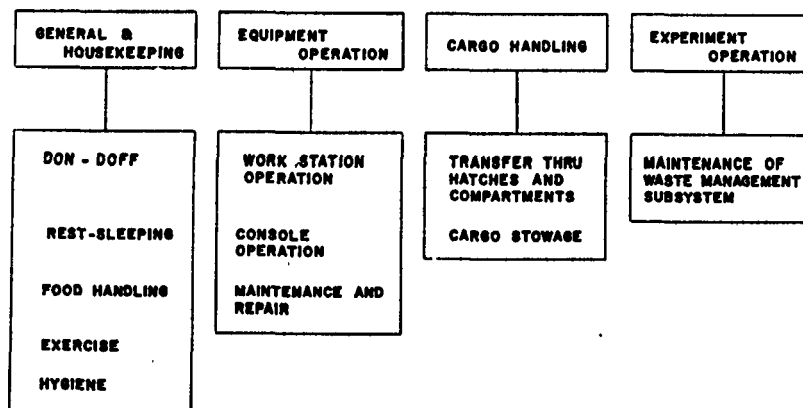 GENERAL &
HOUSEKEEPING
DON - DOFF
REST-SLEEPING
FOOD HANDLING
EXERCISE
HYGIENE
EQUIPMENT
OPERATION
WORK STATION
OPERATION
CONSOLE
OPERATION
MAINTENANCE AND
REPAIR
CARGO HANDLING
TRANSFER THRU
HATCHES AND
COMPARTMENTS
CARGO STOWAGE
EXPERIMENT
OPERATION
MAINTENANCE OF
WASTE MANAGEMENT
SUBSYSTEM